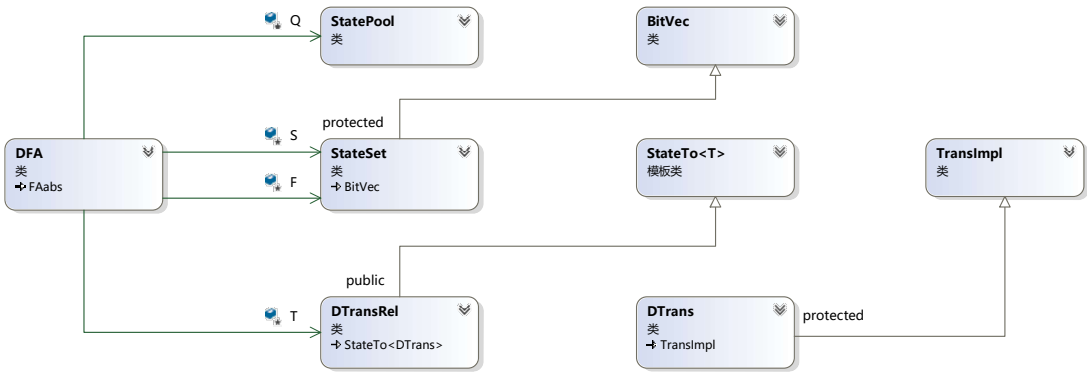 Q
StatePool
类
BitVec
类
protected
S
DFA
类
FAabs
StateSet
类
BitVec
F
StateTo<T>
模板类
TransImpl
类
public
T
DTransRel
类
StateTo<DTrans>
DTrans
类
TransImpl
protected